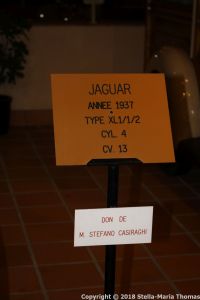 JAGUAR
ANNEE 1937
TYPE XL1/1/2
CYL. 4
CV. 13
DON DE
M. STEFANO CASIRAGHI
Copyright © 2018 Stella-Maria Thomas